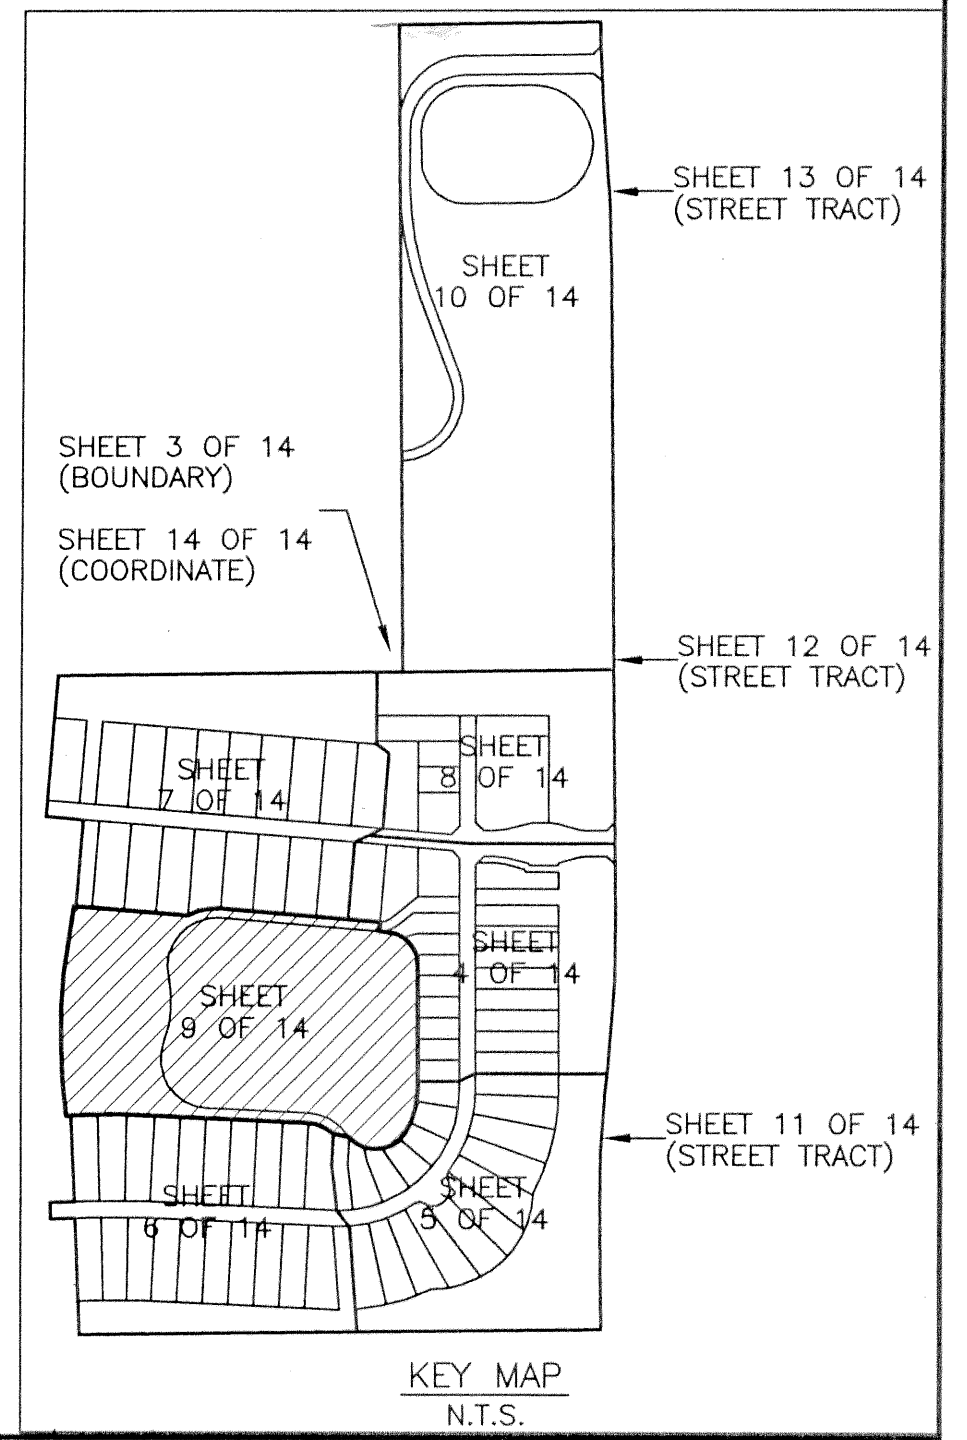 SHEET 13 OF 14
(STREET TRACT)
SHEET
10 OF 14
SHEET 3 OF 14
(BOUNDARY)
SHEET 14 OF 14
(COORDINATE)
SHEET 12 OF 14
(STREET TRACT)
SHEET
7 OF 14
SHEET
8 OF 14
SHEET
4 OF 14
SHEET
9 OF 14
SHEET 11 OF 14
(STREET TRACT)
SHEET
6 OF 14
SHEET
5 OF 14
KEY MAP
N.T.S.